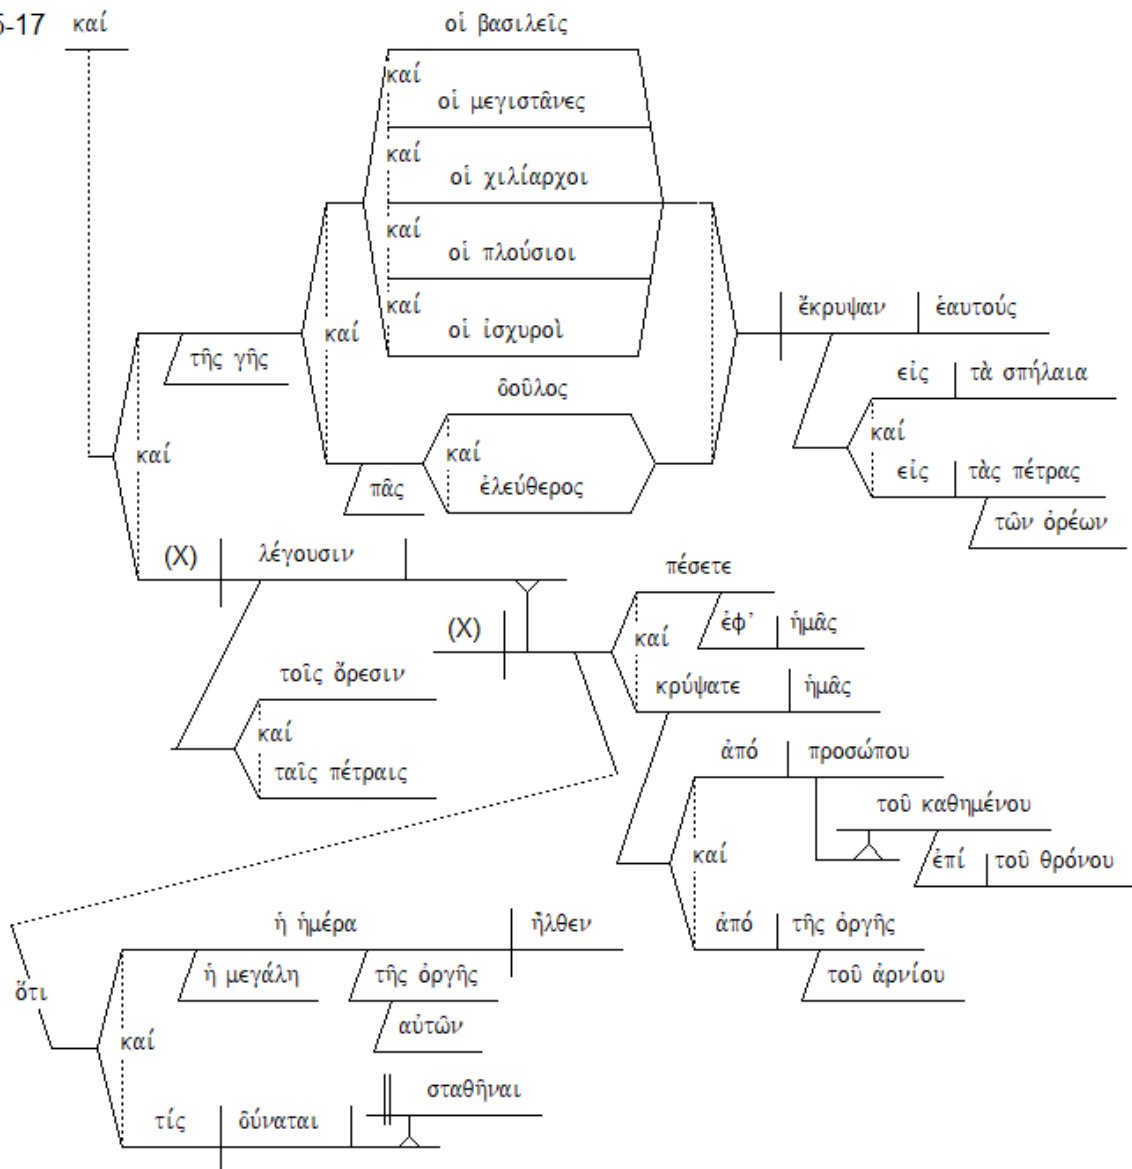 5-17 καί
οἱ βασιλεῖς
καί
οἱ μεγιστᾶνες
καί
οἱ χιλίαρχοι
καί
οἱ πλούσιοι
καί
οἱ ἰσχυροὶ
καί
τῆς γῆς
δοῦλος
καί
ἐλεύθερος
πᾶς
ἔκρυψαν ἑαυτούς
εἰς τὰ σπήλαια
καί
εἰς τὰς πέτρας
τῶν ὀρέων
καί
(X) λέγουσιν
τοῖς ὄρεσιν
καί
ταῖς πέτραις
(X)
πέσετε
ἐφ' ἡμᾶς
καί
κρύψατε ἡμᾶς
ἀπό προσώπου
τοῦ καθημένου
ἐπί τοῦ θρόνου
καί
ἀπό τῆς ὀργῆς
τοῦ ἀρνίου
ὅτι
ἡ ἡμέρα ἦλθεν
ἡ μεγάλη τῆς ὀργῆς
αὐτῶν
καί
τίς δύναται
σταθῆναι